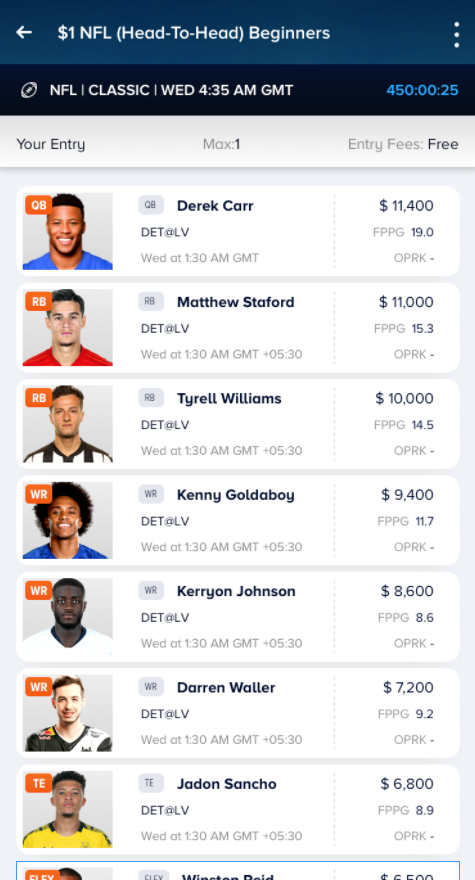 $1 NFL (Head-To-Head) Beginners
NFL | CLASSIC | WED 4:35 AM GMT 450:00:25
Your Entry Max:1 Entry Fees: Free
QB QB Derek Carr $ 11,400
DET@LV FPPG 19.0
Wed at 1:30 AM GMT OPRK -
RB RB Matthew Staford $ 11,000
DET@LV FPPG 15.3
Wed at 1:30 AM GMT +05:30 OPRK -
RB RB Tyrell Williams $ 10,000
DET@LV FPPG 14.5
Wed at 1:30 AM GMT +05:30 OPRK -
WR WR Kenny Goldaboy $ 9,400
DET@LV FPPG 11.7
Wed at 1:30 AM GMT +05:30 OPRK -
WR WR Kerryon Johnson $ 8,600
DET@LV FPPG 8.6
Wed at 1:30 AM GMT +05:30 OPRK -
WR WR Darren Waller $ 7,200
DET@LV FPPG 9.2
Wed at 1:30 AM GMT +05:30 OPRK -
TE TE Jadon Sancho $ 6,800
DET@LV FPPG 8.9
Wed at 1:30 AM GMT +05:30 OPRK -
FLEX FLEX Winston Reid $ 6,500